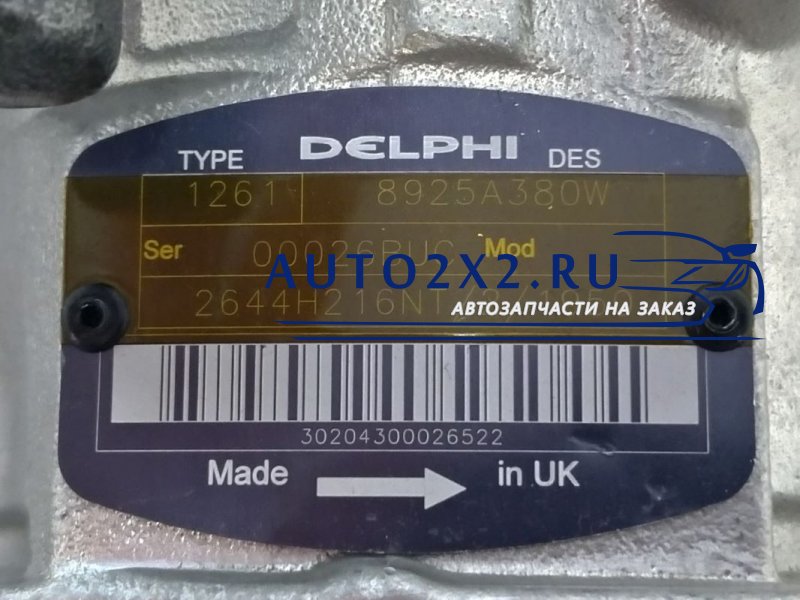 TYPE DELPHI DES
1261 8925A380W
Ser Mod
AUTO2X2.RU
АВТОЗАПЧАСТИ НА ЗАКАЗ
30204300026522
Made in UK